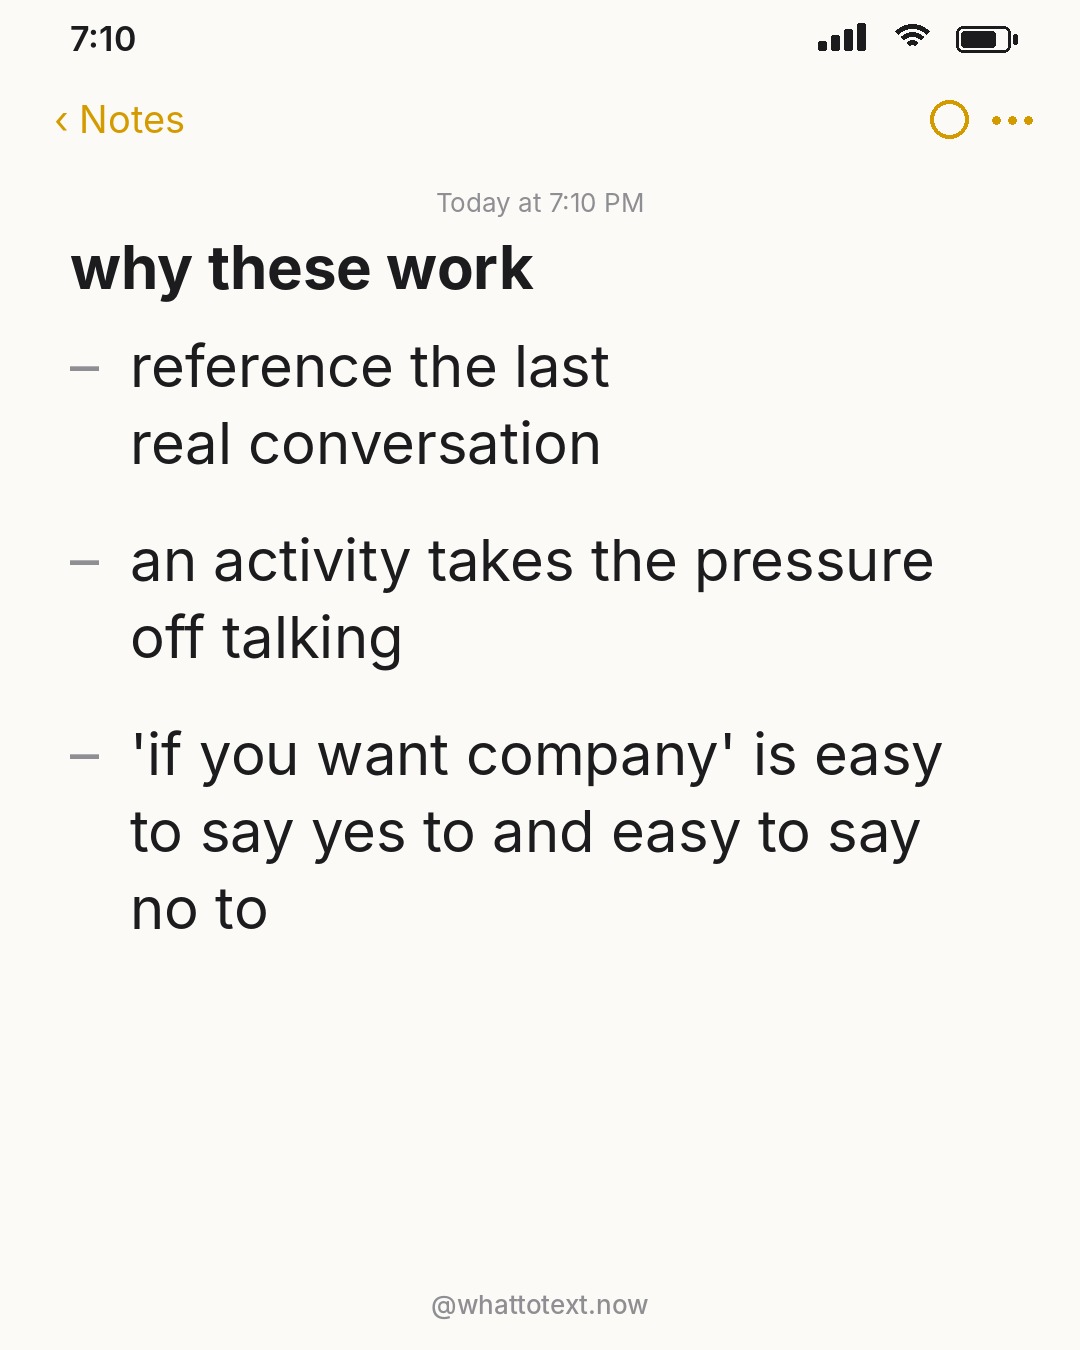 7:10
‹ Notes
Today at 7:10 PM
why these work
– reference the last
real conversation
– an activity takes the pressure
off talking
– 'if you want company' is easy
to say yes to and easy to say
no to
@whattotext.now